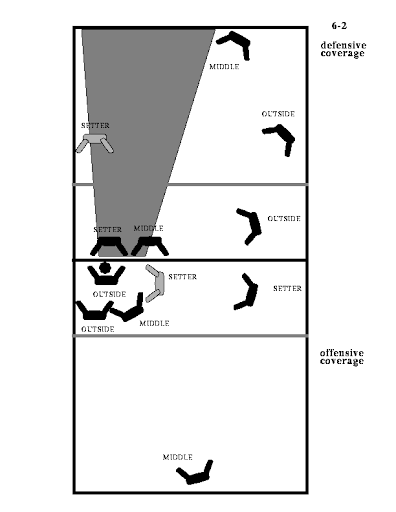 6-2
defensive
coverage
MIDDLE
OUTSIDE
SETTER
OUTSIDE
SETTER
MIDDLE
SETTER
SETTER
OUTSIDE
MIDDLE
OUTSIDE
offensive
coverage
MIDDLE